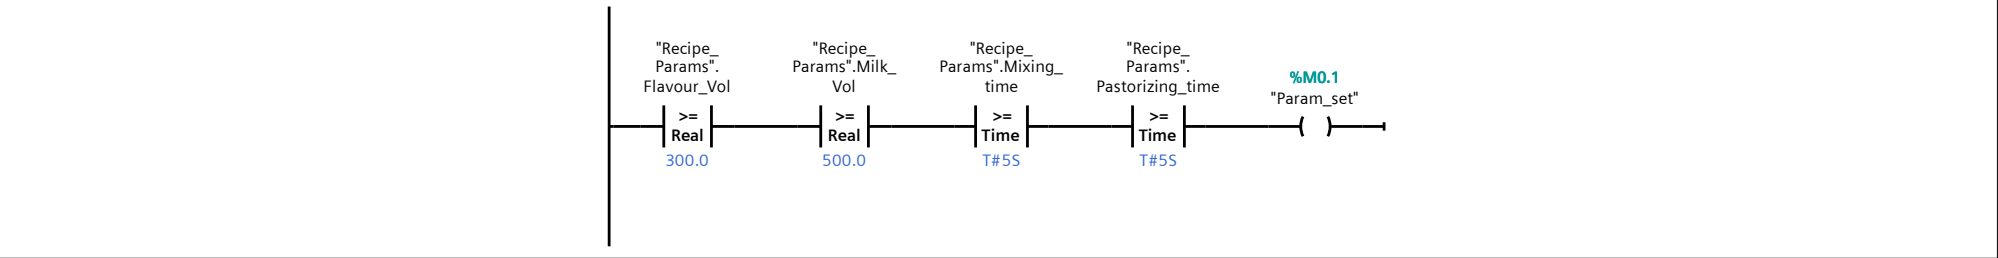 "Recipe_
Params".
Flavour_Vol
>=
Real
300.0
"Recipe_
Params".Milk_
Vol
>=
Real
500.0
"Recipe_
Params".Mixing_
time
>=
Time
T#5S
"Recipe_
Params".
Pastorizing_time
>=
Time
T#5S
%M0.1
"Param_set"